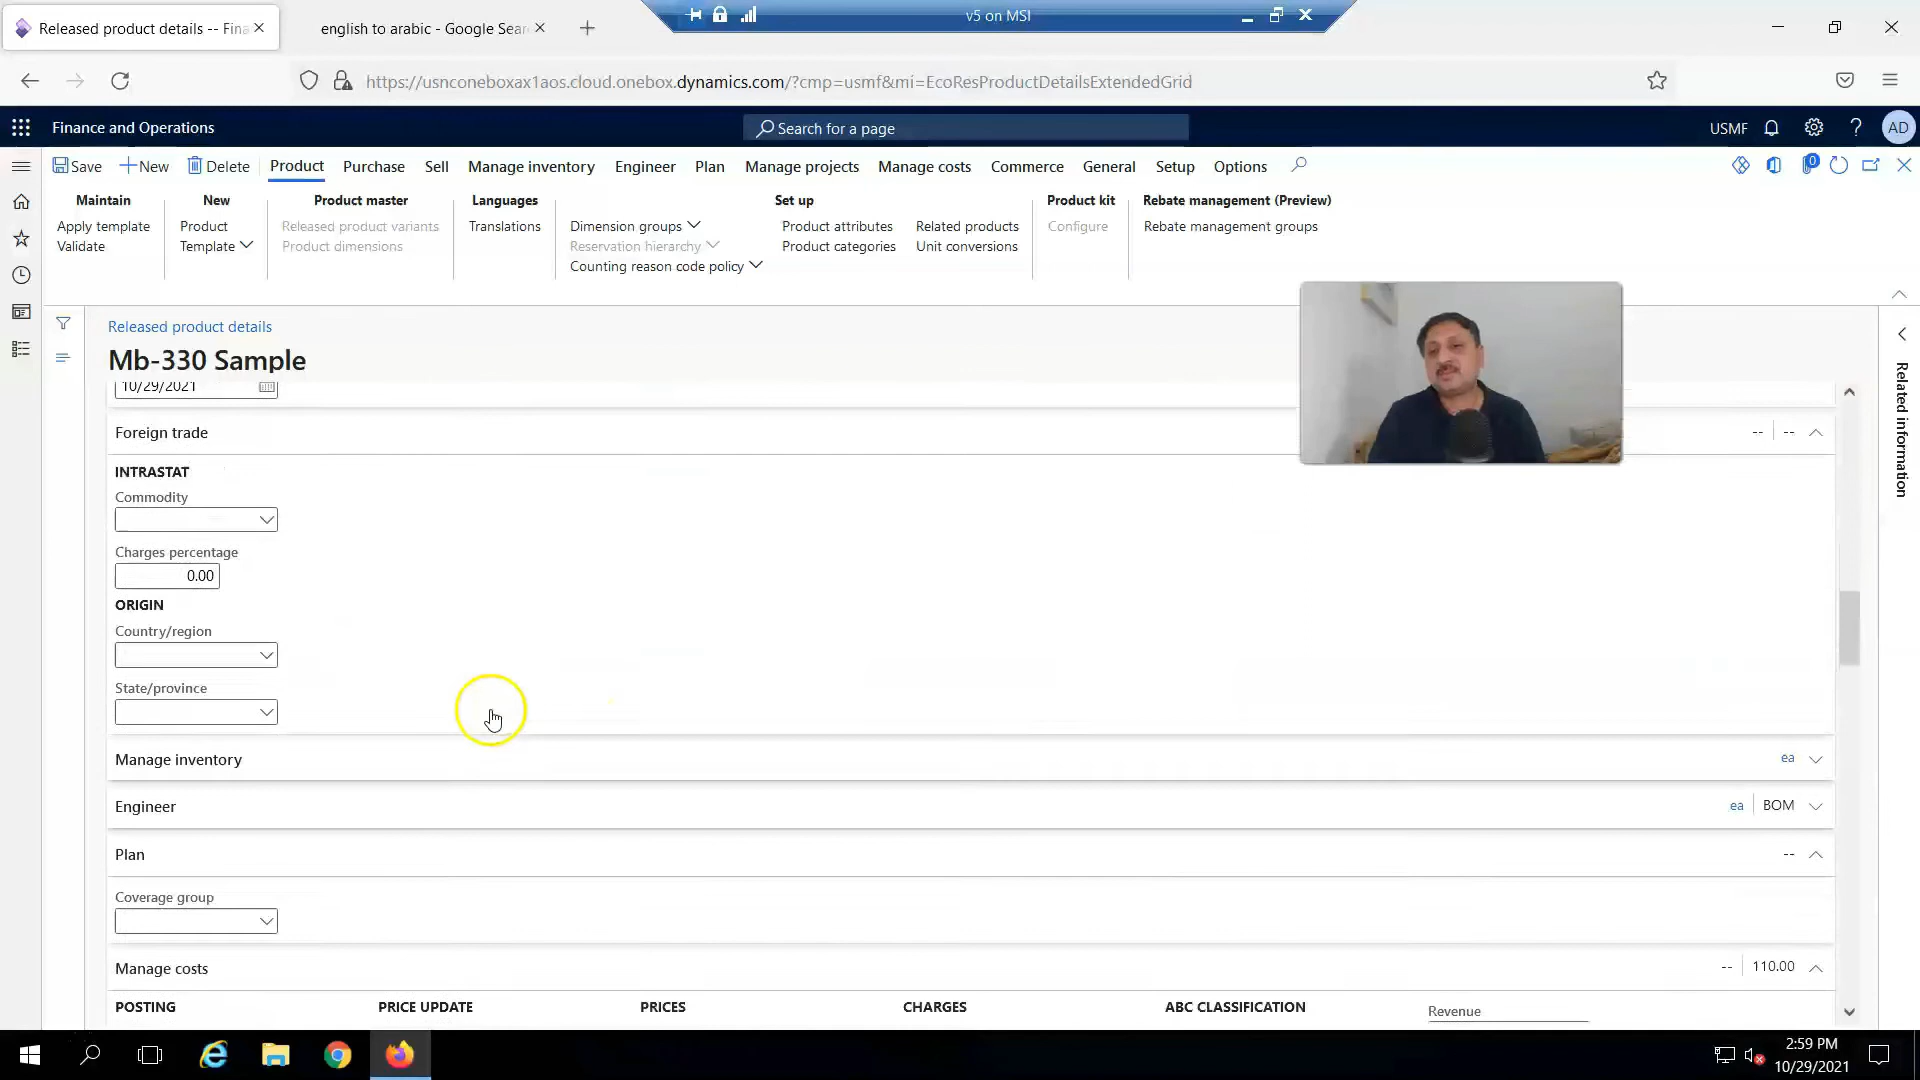 Released product details -- Fina
english to arabic - Google Sear
v5 on MSI
https://usnconeboxax1aos.cloud.onebox.dynamics.com/?cmp=usmf&mi=EcoResProductDetailsExtendedGrid
Finance and Operations
Search for a page
USMF
AD
Save
New
Delete
Product
Purchase
Sell
Manage inventory
Engineer
Plan
Manage projects
Manage costs
Commerce
General
Setup
Options
0
Maintain
Apply template
Validate
New
Product
Template
Product master
Released product variants
Product dimensions
Languages
Translations
Set up
Dimension groups
Reservation hierarchy
Counting reason code policy
Product attributes
Product categories
Related products
Unit conversions
Product kit
Configure
Rebate management (Preview)
Rebate management groups
Released product details
Mb-330 Sample
10/29/2021
Foreign trade
-- | --
INTRASTAT
Commodity
Charges percentage
0.00
ORIGIN
Country/region
State/province
Manage inventory
ea
Engineer
ea | BOM
Plan
--
Coverage group
Manage costs
-- | 110.00
POSTING
PRICE UPDATE
PRICES
CHARGES
ABC CLASSIFICATION
Revenue
Related information
2:59 PM
10/29/2021